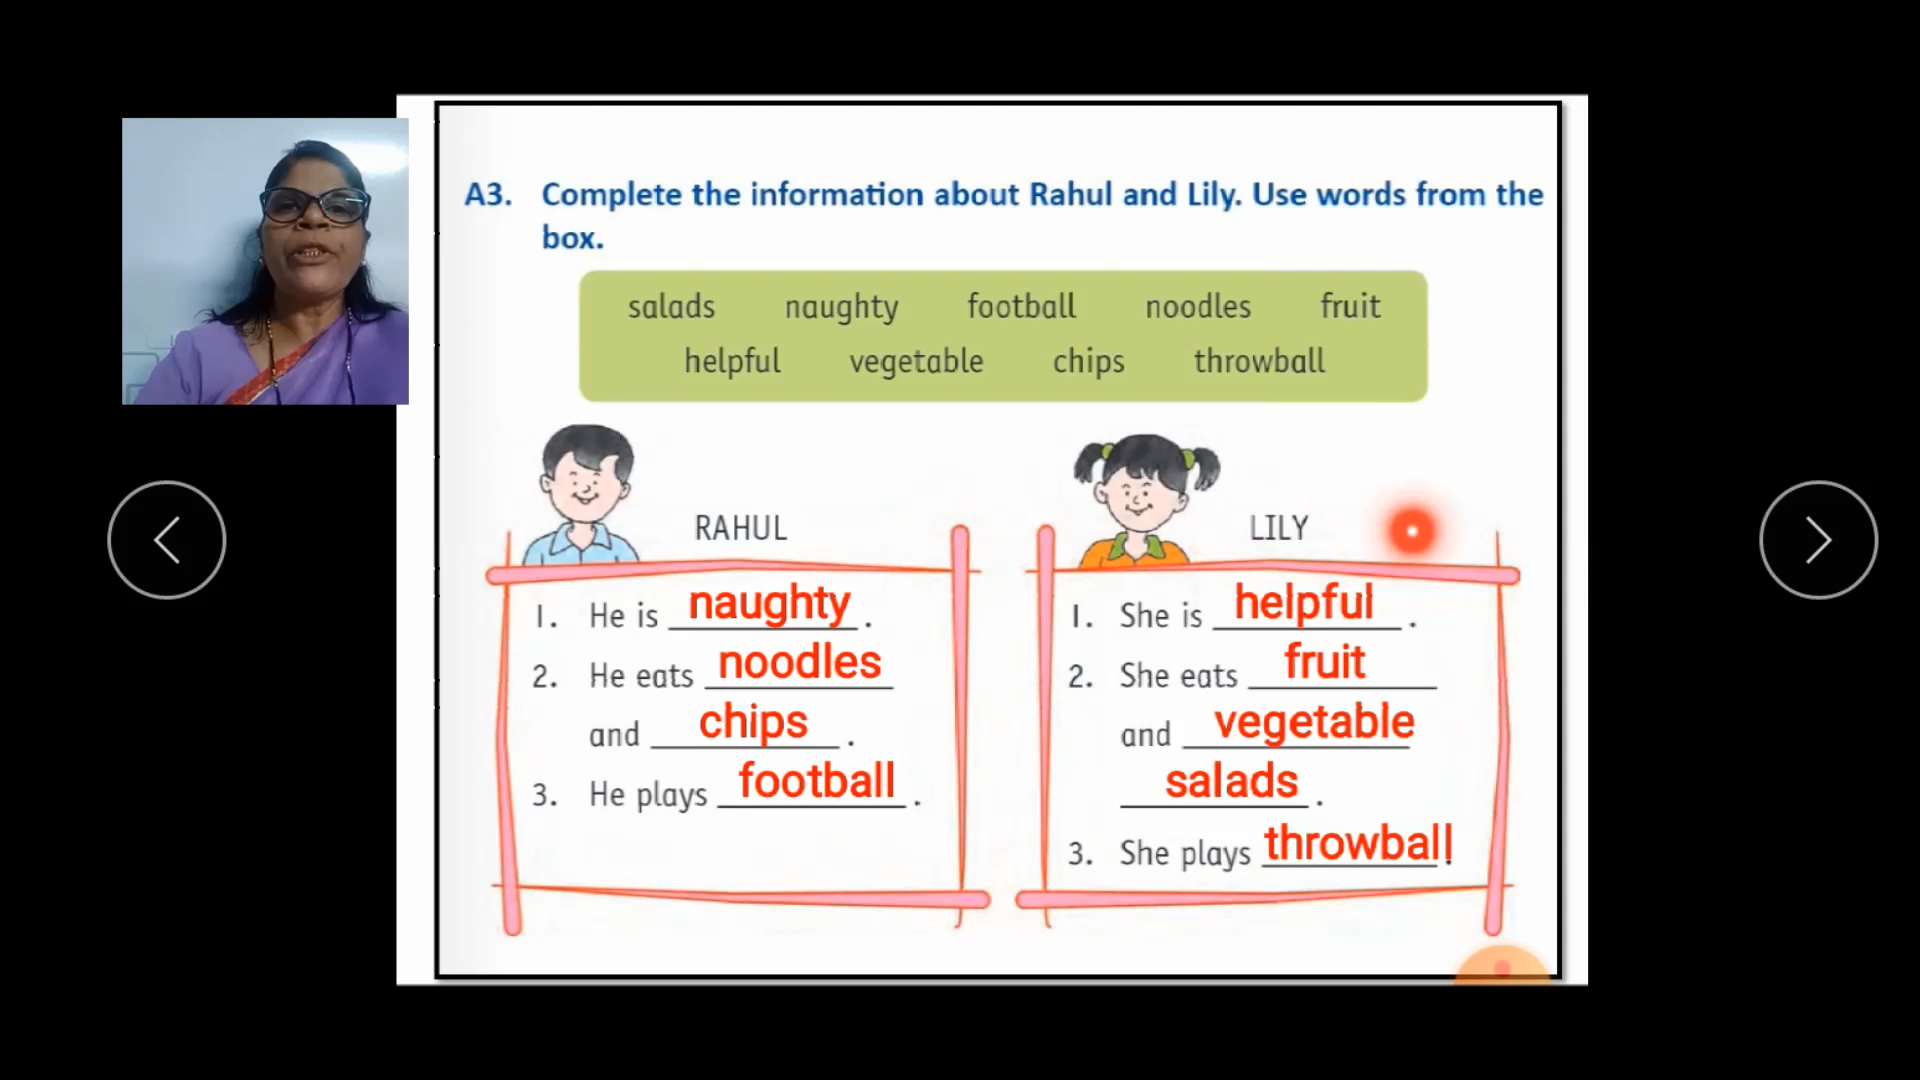 A3. Complete the information about Rahul and Lily. Use words from the
box.
salads naughty football noodles fruit
helpful vegetable chips throwball
RAHUL
1. He is naughty.
2. He eats noodles
and chips.
3. He plays football.
LILY
1. She is helpful.
2. She eats fruit
and vegetable
salads.
3. She plays throwball.